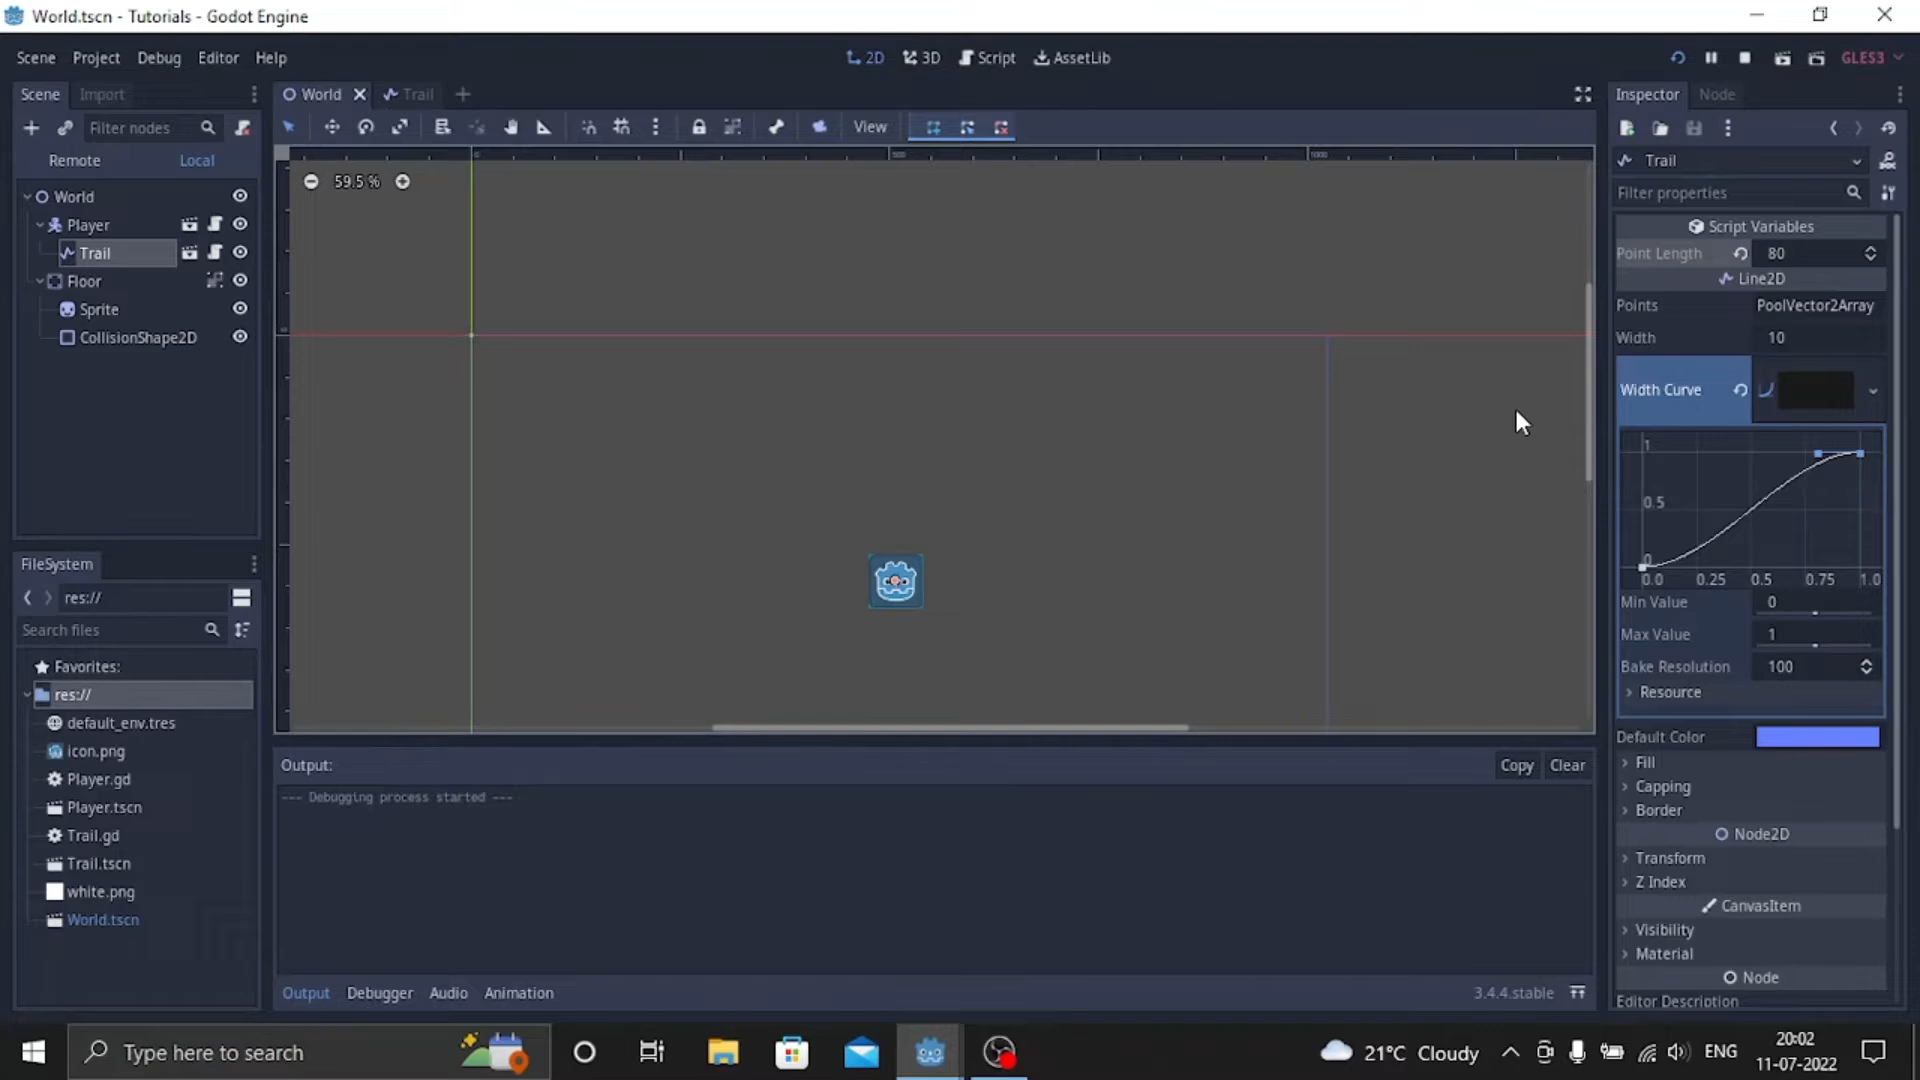 World.tscn - Tutorials - Godot Engine
Scene Project Debug Editor Help
2D 3D Script AssetLib
GLES3
Scene Import
World Trail
Inspector Node
Filter nodes
View
Remote Local
59.5 %
World
Player
Trail
Floor
Sprite
CollisionShape2D
0 500 1000
0
FileSystem
res://
Search files
Favorites:
res://
default_env.tres
icon.png
Player.gd
Player.tscn
Trail.gd
Trail.tscn
white.png
World.tscn
Output:
Copy Clear
--- Debugging process started ---
Output Debugger Audio Animation
3.4.4.stable
Trail
Filter properties
Script Variables
Point Length 80
Line2D
Points PoolVector2Array
Width 10
Width Curve
1
0.5
0
0.0 0.25 0.5 0.75 1.0
Min Value 0
Max Value 1
Bake Resolution 100
Resource
Default Color
Fill
Capping
Border
Node2D
Transform
Z Index
CanvasItem
Visibility
Material
Node
Editor Description
Type here to search
21°C Cloudy
ENG
20:02
11-07-2022